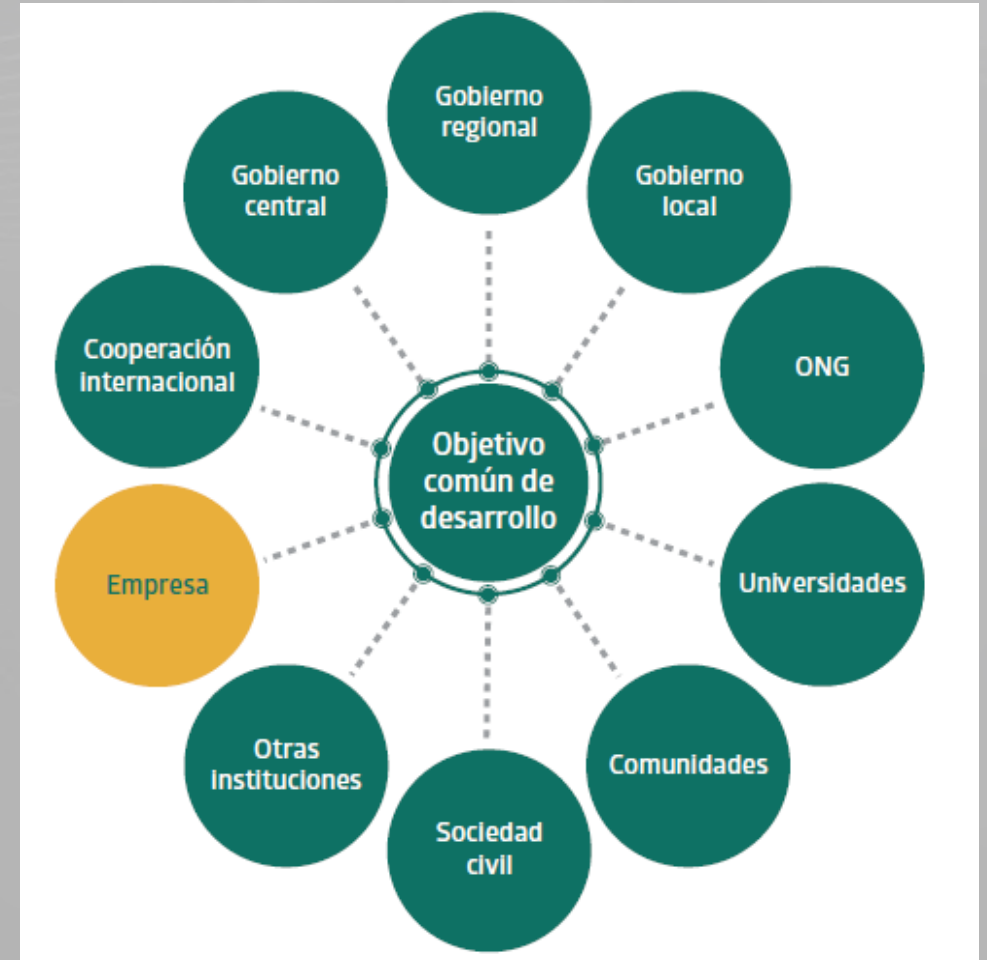 Gobierno
regional
Gobierno
central
Gobierno
local
Cooperación
internacional
ONG
Objetivo
común de
desarrollo
Empresa
Universidades
Otras
instituciones
Comunidades
Sociedad
civil